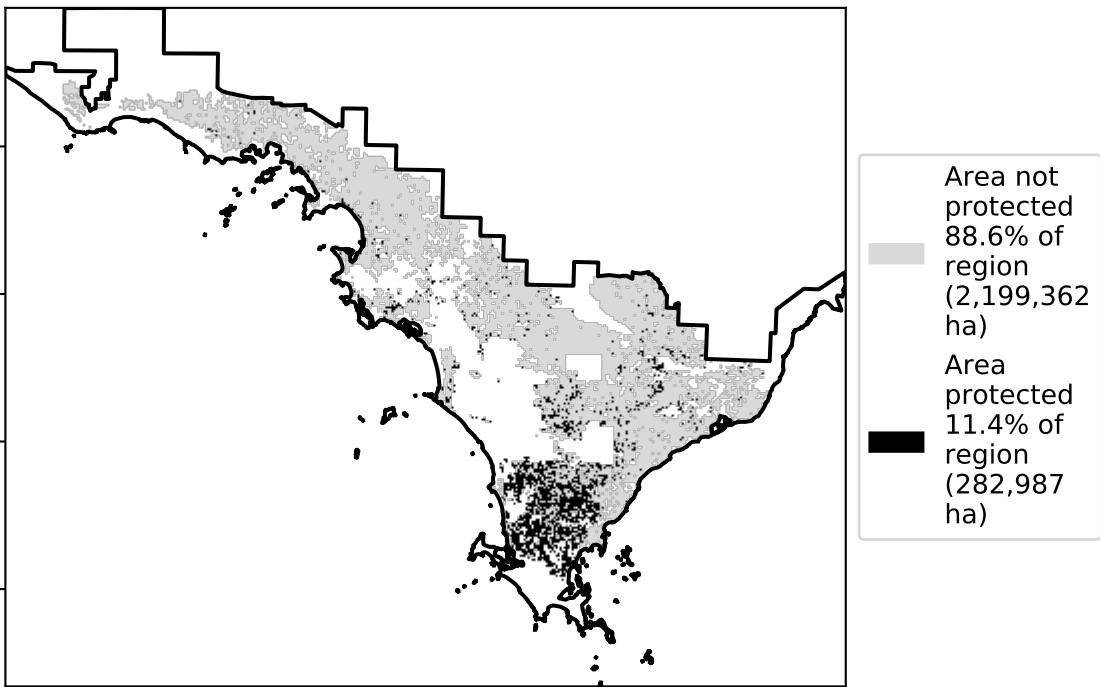 Area not
protected
88.6% of
region
(2,199,362
ha)
Area
protected
11.4% of
region
(282,987
ha)